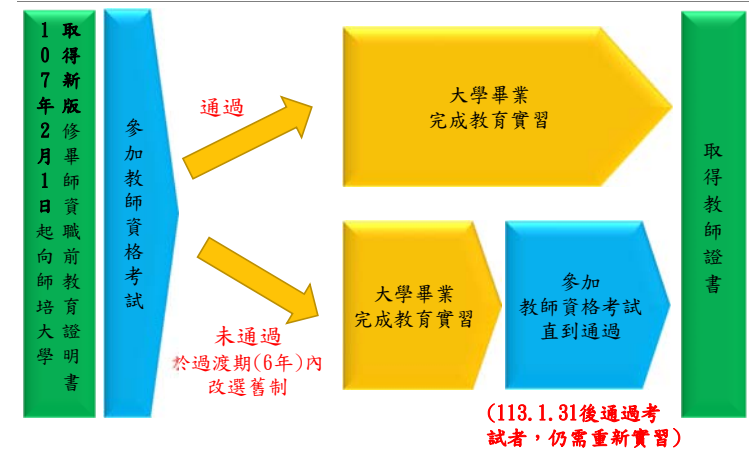 107年2月1日起向師培大學
取得新版修畢師資職前教育證明書
參加教師資格考試
通過
大學畢業
完成教育實習
未通過
於過渡期(6年)內
改選舊制
大學畢業
完成教育實習
參加
教師資格考試
直到通過
(113.1.31後通過考
試者，仍需重新實習)
取得教師證書